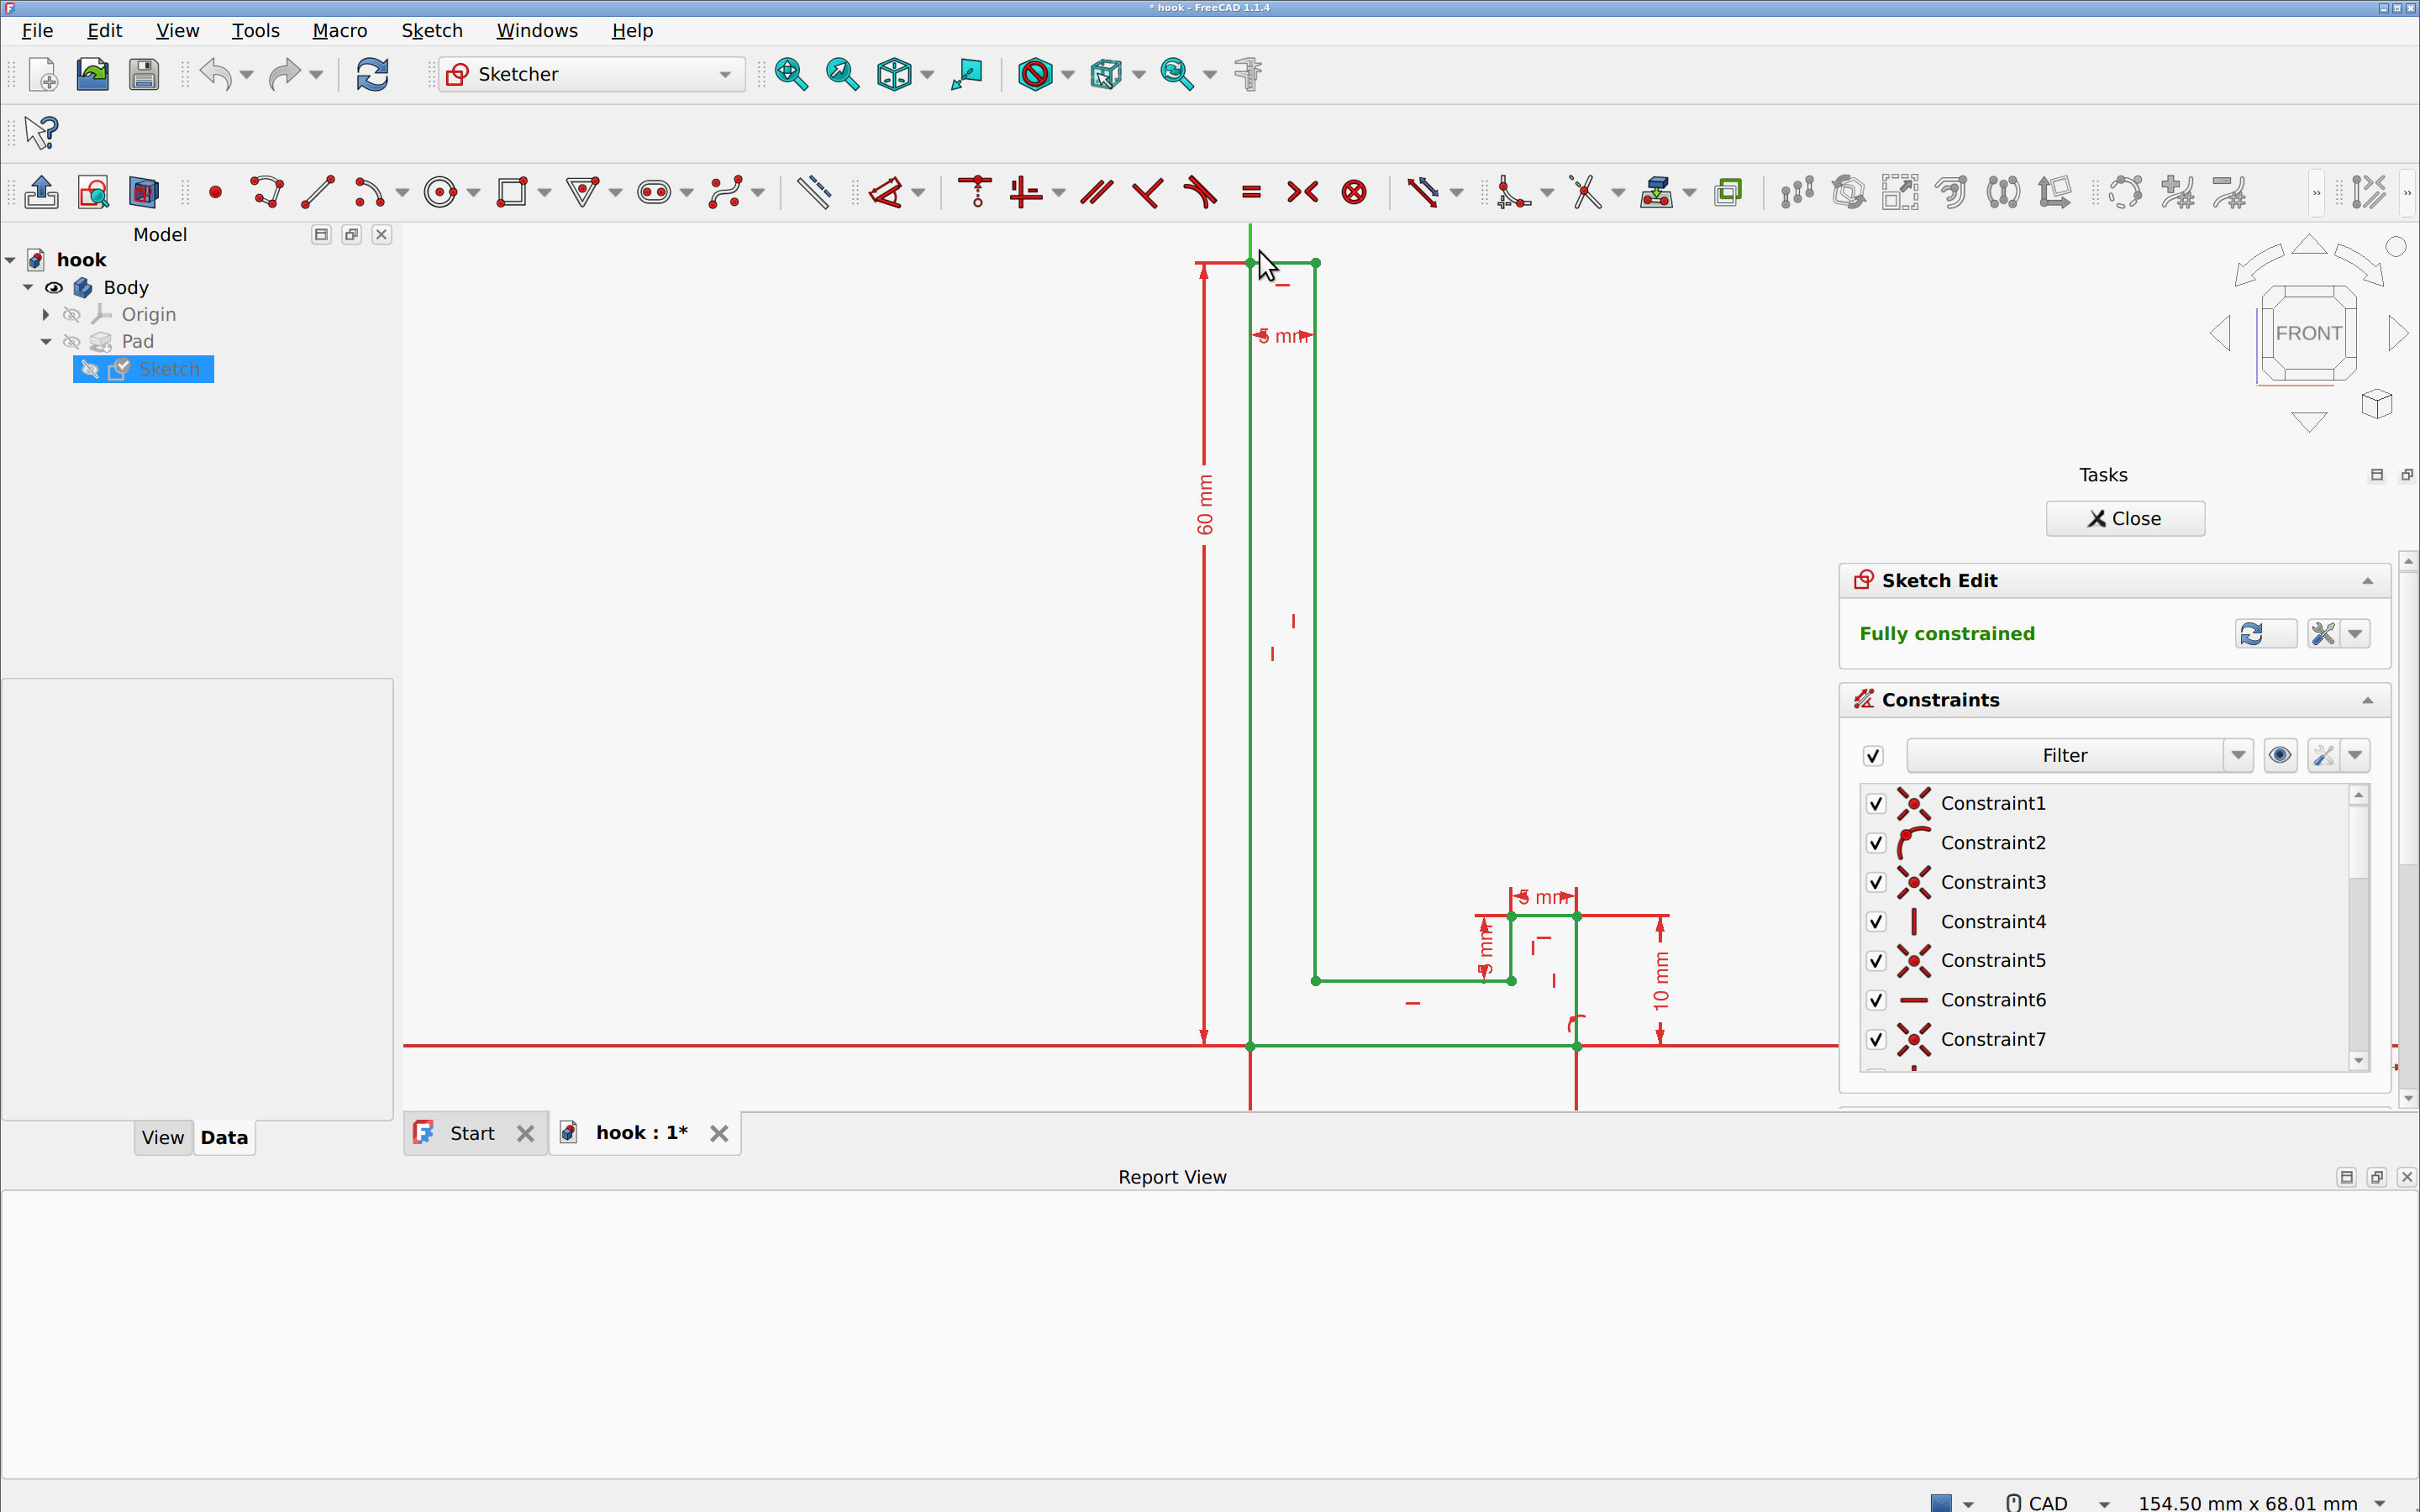 * hook - FreeCAD 1.1.4
File Edit View Tools Macro Sketch Windows Help
Sketcher
Model
hook
Body
Origin
Pad
Sketch
FRONT
5 mm
60 mm
5 mm
5 mm
10 mm
Tasks
Close
Sketch Edit
Fully constrained
Constraints
Filter
Constraint1
Constraint2
Constraint3
Constraint4
Constraint5
Constraint6
Constraint7
View Data
Start
hook : 1*
Report View
CAD
154.50 mm x 68.01 mm